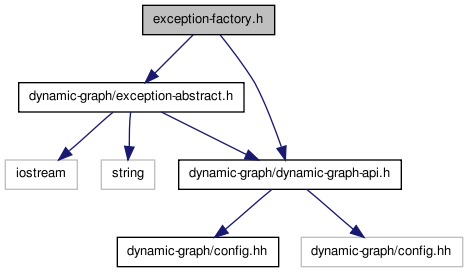 exception-factory.h
dynamic-graph/exception-abstract.h
iostream
string
dynamic-graph/dynamic-graph-api.h
dynamic-graph/config.hh
dynamic-graph/config.hh